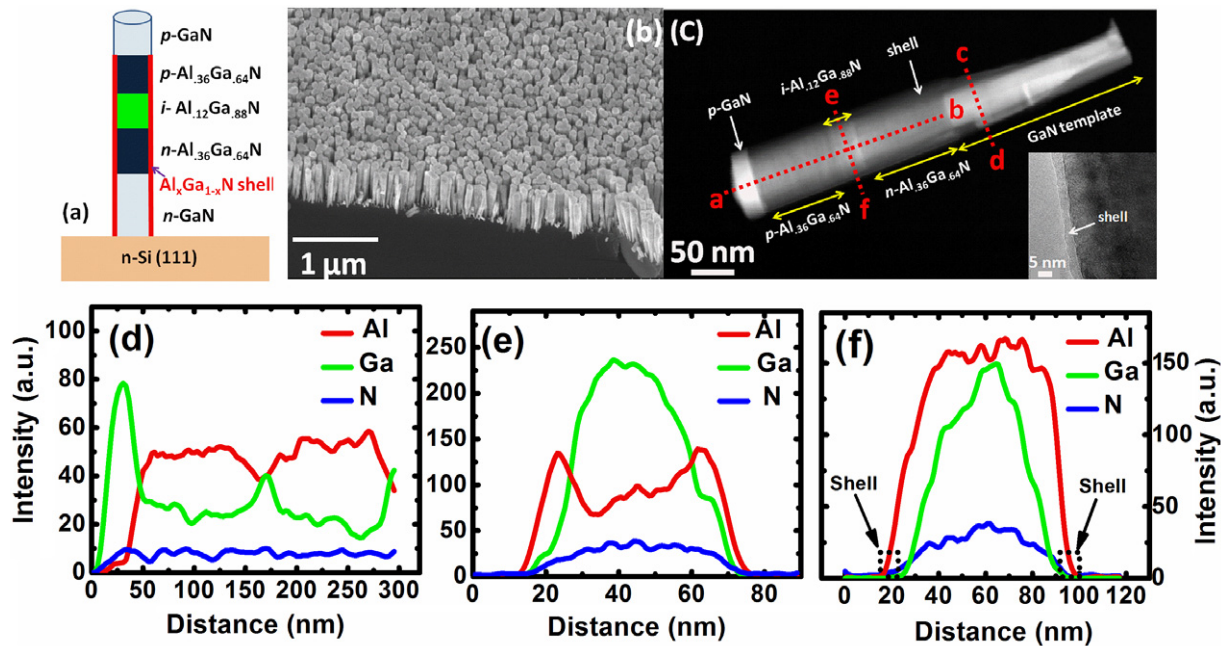 p-GaN
p-Al.36Ga.64N
i- Al.12Ga.88N
n-Al.36Ga.64N
AlxGa1-xN shell
n-GaN
(a)
n-Si (111)
(b)
1 µm
(C)
p-GaN
i-Al.12Ga.88N
shell
e
c
b
a
f
d
GaN template
n-Al.36Ga.64N
p-Al.36Ga.64N
50 nm
shell
5 nm
(d)
Al
Ga
N
Intensity (a.u.)
100
80
60
40
20
0
0 50 100 150 200 250 300
Distance (nm)
(e)
Al
Ga
N
250
200
150
100
50
0
20 40 60 80
Distance (nm)
(f)
Al
Ga
N
Shell
Shell
150
100
50
0
Intensity (a.u.)
0 20 40 60 80 100 120
Distance (nm)